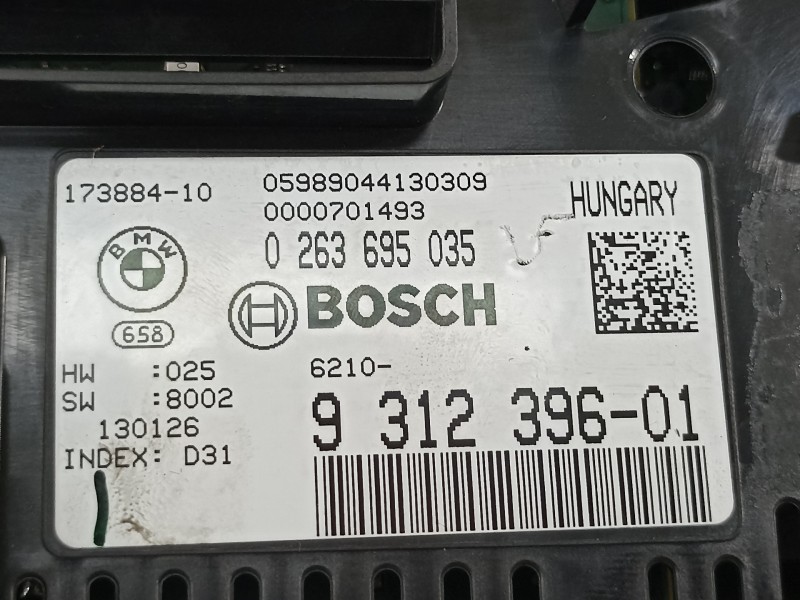 173884-10
05989044130309
0000701493
HUNGARY
0 263 695 035
BMW
BOSCH
658
HW :025
SW :8002
130126
INDEX: D31
6210-
9 312 396-01